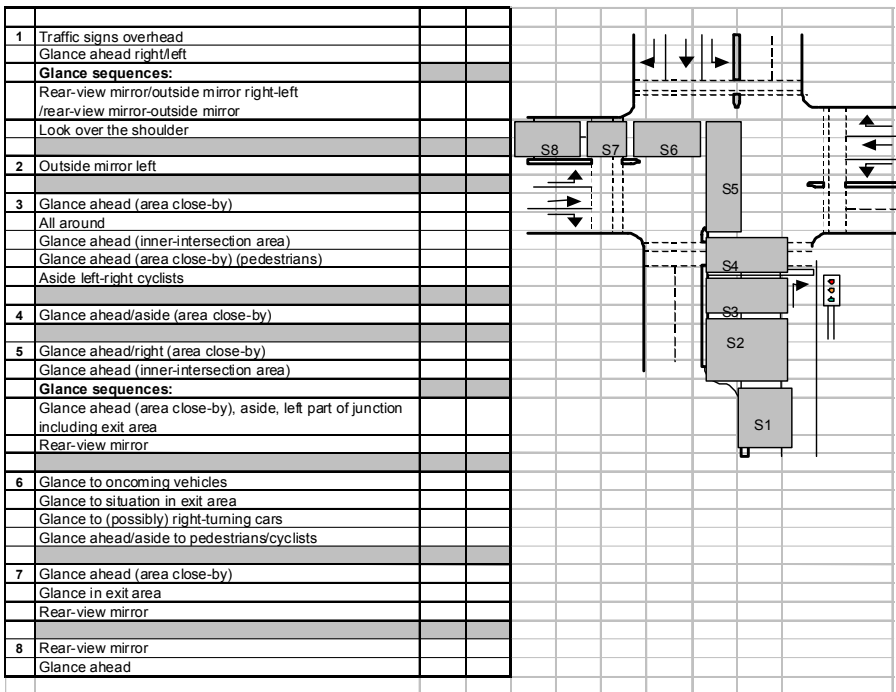 1 Traffic signs overhead
Glance ahead right/left
Glance sequences:
Rear-view mirror/outside mirror right-left
/rear-view mirror-outside mirror
Look over the shoulder
2 Outside mirror left
3 Glance ahead (area close-by)
All around
Glance ahead (inner-intersection area)
Glance ahead (area close-by) (pedestrians)
Aside left-right cyclists
4 Glance ahead/aside (area close-by)
5 Glance ahead/right (area close-by)
Glance ahead (inner-intersection area)
Glance sequences:
Glance ahead (area close-by), aside, left part of junction
including exit area
Rear-view mirror
6 Glance to oncoming vehicles
Glance to situation in exit area
Glance to (possibly) right-turning cars
Glance ahead/aside to pedestrians/cyclists
7 Glance ahead (area close-by)
Glance in exit area
Rear-view mirror
8 Rear-view mirror
Glance ahead
S8 S7 S6
S5
S4
S3
S2
S1